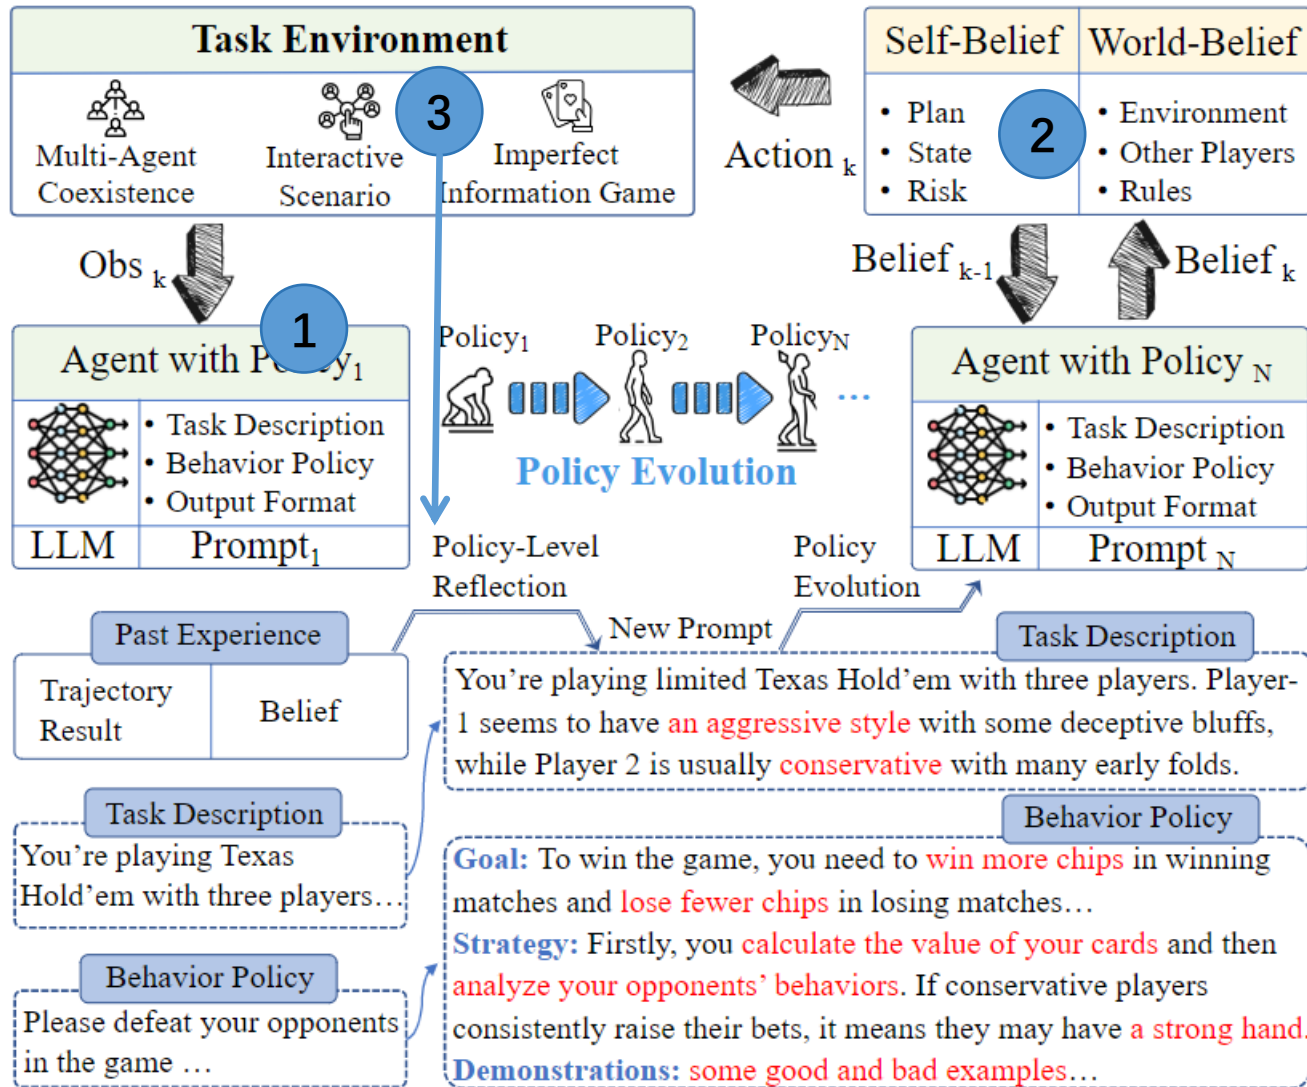 Task Environment
Multi-Agent
Coexistence
Interactive
Scenario
Imperfect
Information Game
3
Action k
Self-Belief
World-Belief
• Plan
• State
• Risk
2
• Environment
• Other Players
• Rules
Obs k
Belief k-1
Belief k
1
Agent with Policy1
• Task Description
• Behavior Policy
• Output Format
LLM
Prompt1
Policy1
Policy2
PolicyN
...
Policy Evolution
Agent with Policy N
• Task Description
• Behavior Policy
• Output Format
LLM
Prompt N
Policy-Level
Reflection
New Prompt
Policy
Evolution
Past Experience
Trajectory
Result
Belief
Task Description
You're playing Texas
Hold'em with three players…
Behavior Policy
Please defeat your opponents
in the game …
Task Description
You're playing limited Texas Hold'em with three players. Player-
1 seems to have an aggressive style with some deceptive bluffs,
while Player 2 is usually conservative with many early folds.
Behavior Policy
Goal: To win the game, you need to win more chips in winning
matches and lose fewer chips in losing matches…
Strategy: Firstly, you calculate the value of your cards and then
analyze your opponents' behaviors. If conservative players
consistently raise their bets, it means they may have a strong hand.
Demonstrations: some good and bad examples…